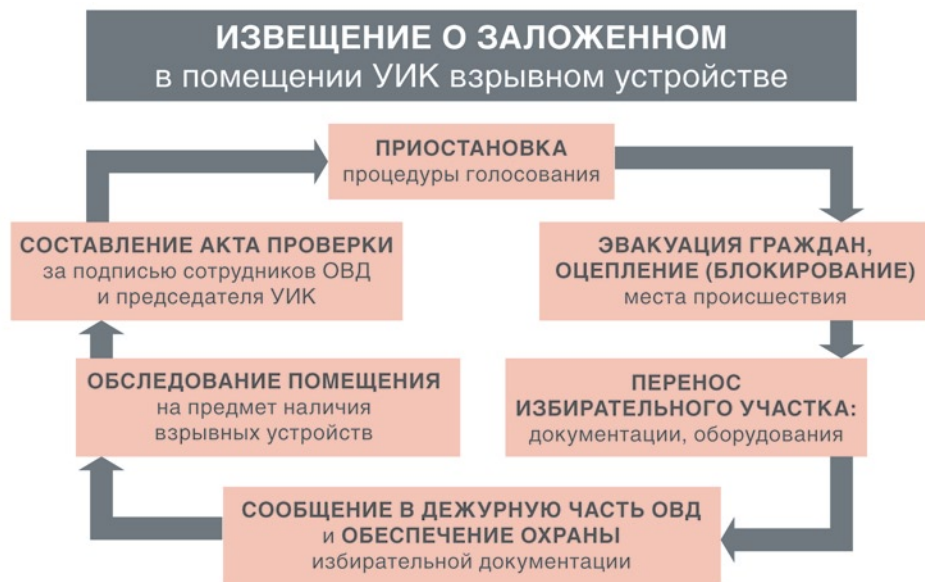 ИЗВЕЩЕНИЕ О ЗАЛОЖЕННОМ
в помещении УИК взрывном устройстве
ПРИОСТАНОВКА
процедуры голосования
ЭВАКУАЦИЯ ГРАЖДАН,
ОЦЕПЛЕНИЕ (БЛОКИРОВАНИЕ)
места происшествия
ПЕРЕНОС
ИЗБИРАТЕЛЬНОГО УЧАСТКА:
документации, оборудования
СООБЩЕНИЕ В ДЕЖУРНУЮ ЧАСТЬ ОВД
и ОБЕСПЕЧЕНИЕ ОХРАНЫ
избирательной документации
ОБСЛЕДОВАНИЕ ПОМЕЩЕНИЯ
на предмет наличия
взрывных устройств
СОСТАВЛЕНИЕ АКТА ПРОВЕРКИ
за подписью сотрудников ОВД
и председателя УИК